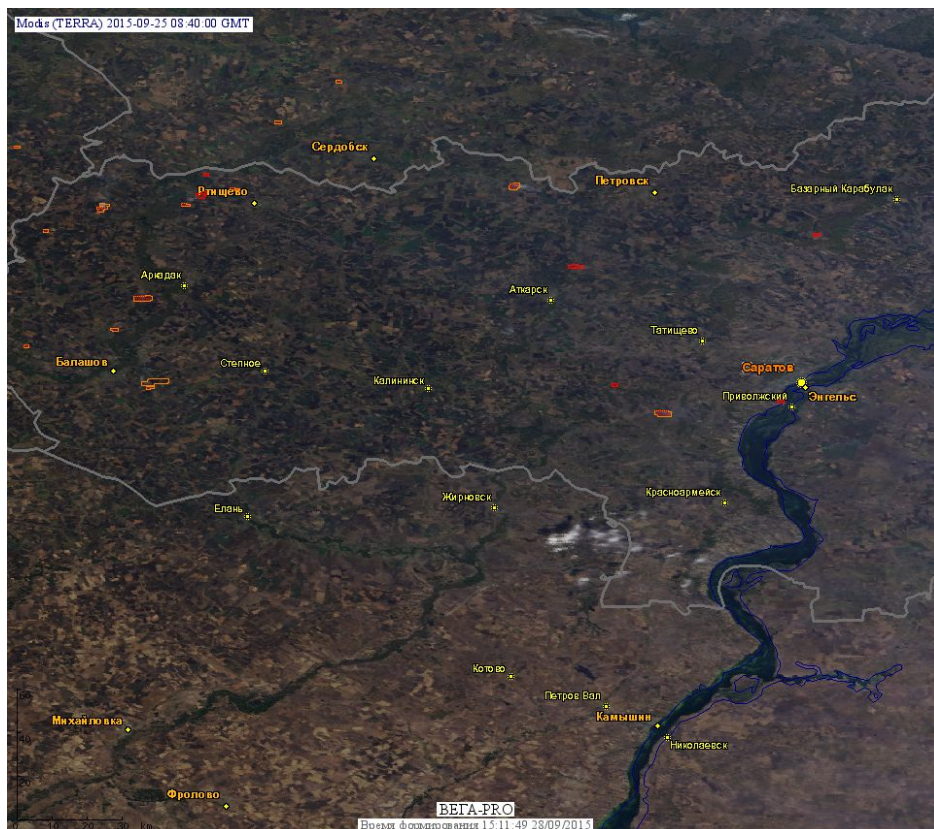 Modis (TERRA) 2015-09-25 08:40:00 GMT
Сердобск
Ртищево
Петровск
Базарный Карабулак
Аркадак
Аткарск
Татищево
Балашов
Степное
Калининск
Саратов
Приволжский
Энгельс
Жирновск
Красноармейск
Елань
Котово
Петров Вал
Михайловка
Камышин
Николаевск
Фролово
ВЕГА-PRO
30 км
Время формирования 15:11:49 28/09/2015